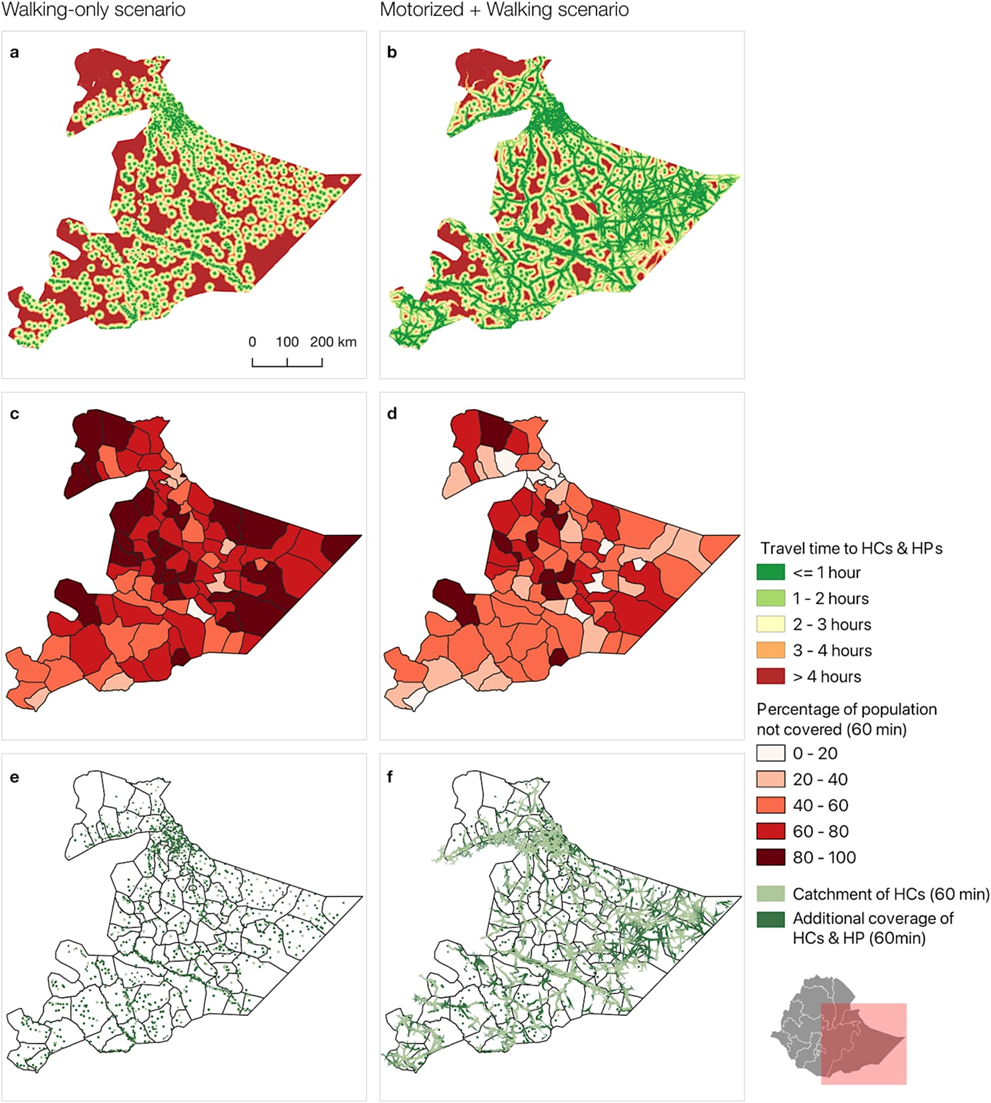 Walking-only scenario
Motorized + Walking scenario
a
b
0 100 200 km
c
d
Travel time to HCs & HPs
<= 1 hour
1 - 2 hours
2 - 3 hours
3 - 4 hours
> 4 hours
Percentage of population
not covered (60 min)
0 - 20
20 - 40
40 - 60
60 - 80
80 - 100
e
f
Catchment of HCs (60 min)
Additional coverage of
HCs & HP (60min)